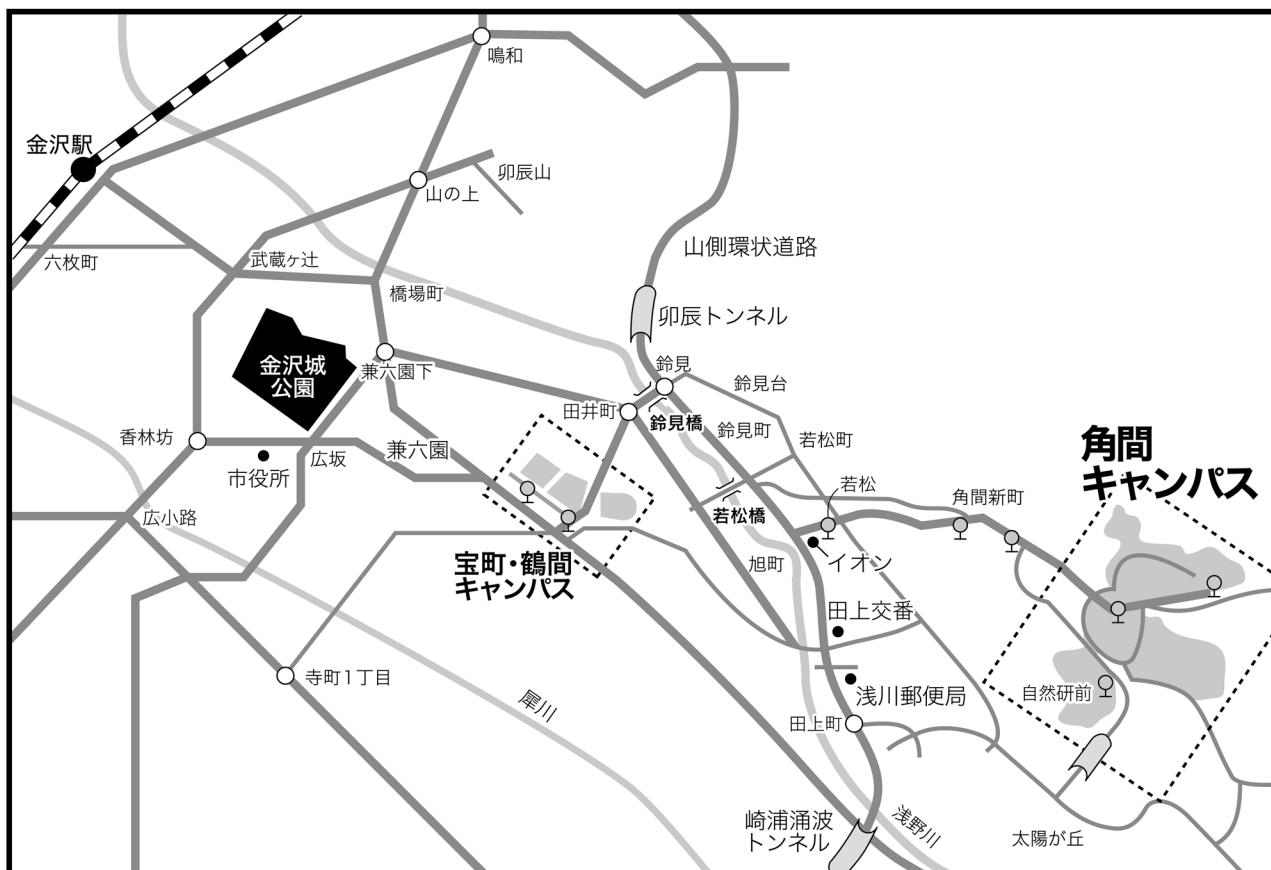 鳴和
金沢駅
山の上
卯辰山
山側環状道路
六枚町
武蔵ヶ辻
橋場町
卯辰トンネル
金沢城
公園
兼六園下
鈴見
鈴見台
田井町
鈴見橋
鈴見町
若松町
香林坊
市役所
広坂
兼六園
角間
キャンパス
若松
角間新町
広小路
若松橋
宝町・鶴間
キャンパス
旭町
イオン
田上交番
寺町1丁目
自然研前
浅川郵便局
犀川
田上町
崎浦涌波
トンネル
浅野川
太陽が丘